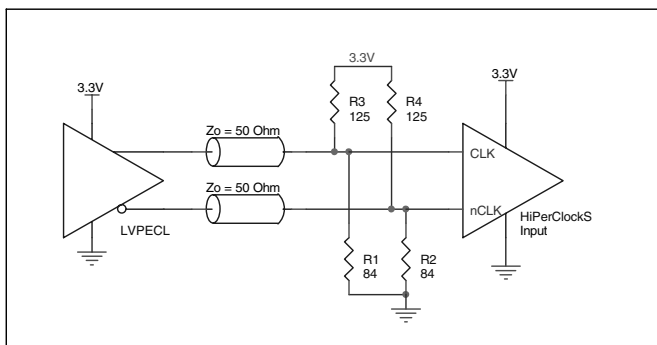 3.3V
3.3V
3.3V
R3
125
R4
125
Zo = 50 Ohm
CLK
Zo = 50 Ohm
nCLK
HiPerClockS
Input
LVPECL
R1
84
R2
84